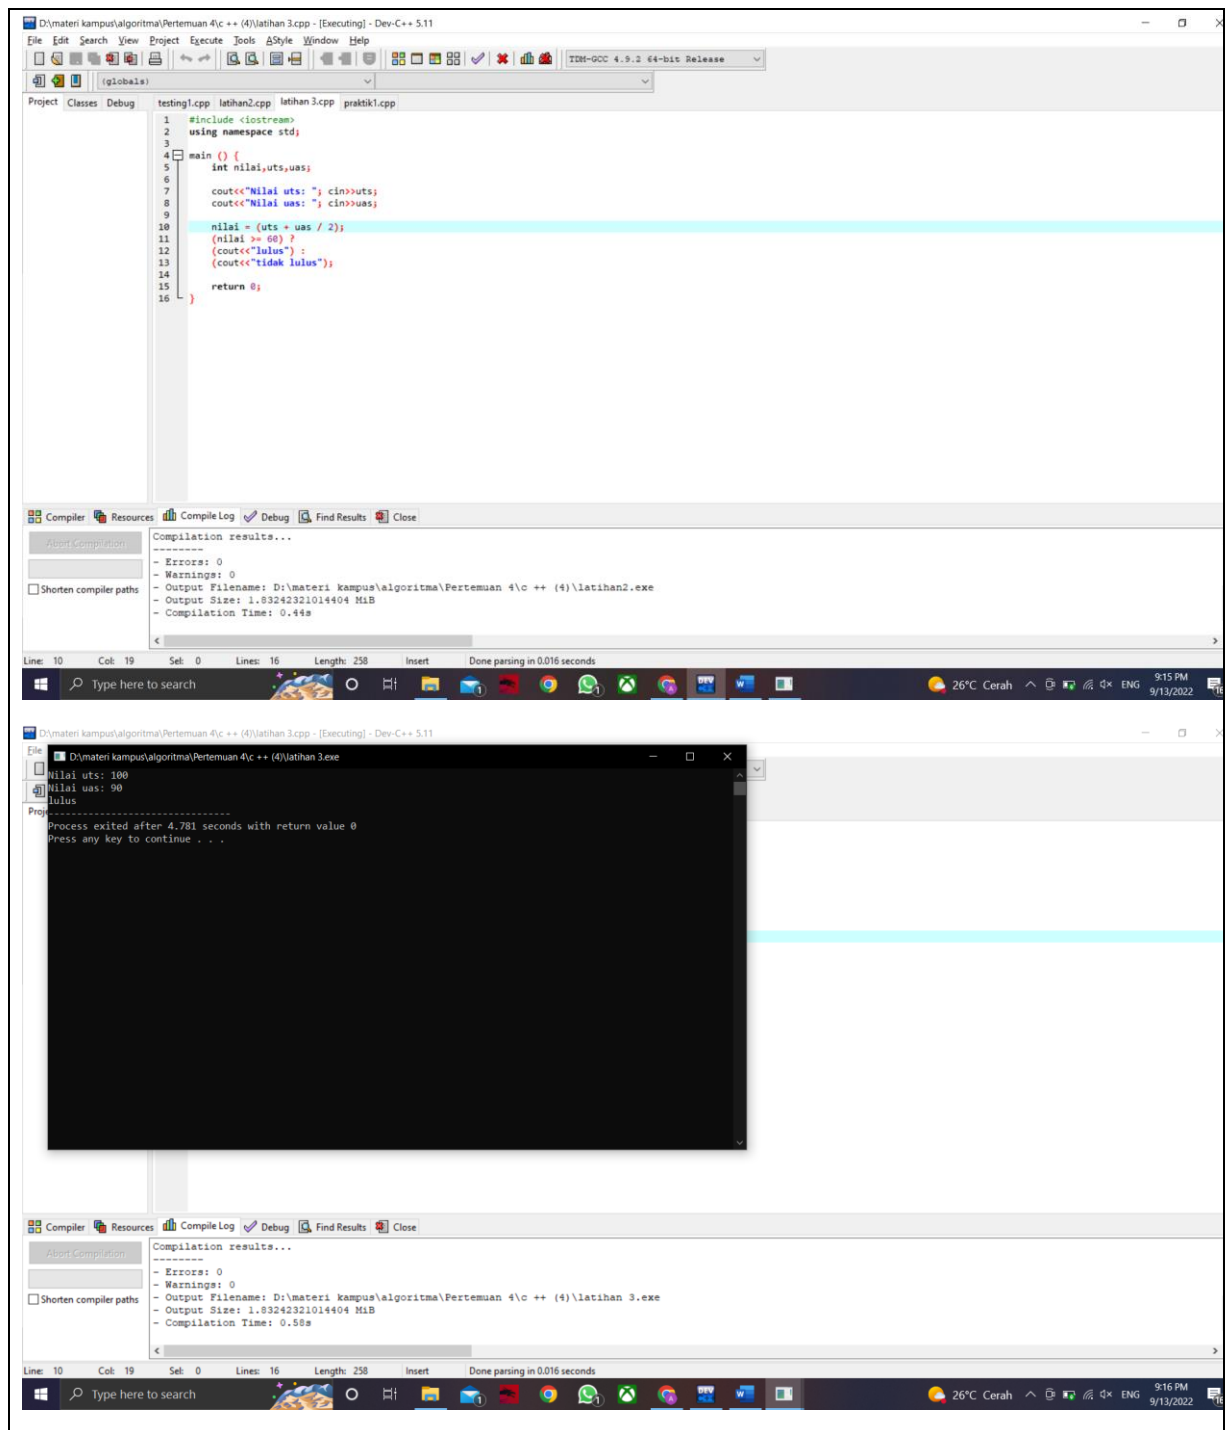 D:\materi kampus\algoritma\Pertemuan 4\c ++ (4)\latihan 3.cpp - [Executing] - Dev-C++ 5.11
File Edit Search View Project Execute Tools AStyle Window Help
TDM-GCC 4.9.2 64-bit Release
(globals)
Project Classes Debug testing1.cpp latihan2.cpp latihan 3.cpp praktik1.cpp
1 #include <iostream>
2 using namespace std;
3
4 main () {
5 int nilai,uts,uas;
6
7 cout<<"Nilai uts: "; cin>>uts;
8 cout<<"Nilai uas: "; cin>>uas;
9
10 nilai = (uts + uas / 2);
11 (nilai >= 60) ?
12 (cout<<"lulus") :
13 (cout<<"tidak lulus");
14
15 return 0;
16 }
Compiler Resources Compile Log Debug Find Results Close
Abort Compilation
Shorten compiler paths
Compilation results...
--------
- Errors: 0
- Warnings: 0
- Output Filename: D:\materi kampus\algoritma\Pertemuan 4\c ++ (4)\latihan2.exe
- Output Size: 1.83242321014404 MiB
- Compilation Time: 0.44s
Line: 10 Col: 19 Sel: 0 Lines: 16 Length: 258 Insert Done parsing in 0.016 seconds
Type here to search
26°C Cerah ENG 9:15 PM
9/13/2022
D:\materi kampus\algoritma\Pertemuan 4\c ++ (4)\latihan 3.cpp - [Executing] - Dev-C++ 5.11
File
D:\materi kampus\algoritma\Pertemuan 4\c ++ (4)\latihan 3.exe
Nilai uts: 100
Nilai uas: 90
lulus
--------------------------------
Process exited after 4.781 seconds with return value 0
Press any key to continue . . .
Proj
Compiler Resources Compile Log Debug Find Results Close
Abort Compilation
Shorten compiler paths
Compilation results...
--------
- Errors: 0
- Warnings: 0
- Output Filename: D:\materi kampus\algoritma\Pertemuan 4\c ++ (4)\latihan 3.exe
- Output Size: 1.83242321014404 MiB
- Compilation Time: 0.58s
Line: 10 Col: 19 Sel: 0 Lines: 16 Length: 258 Insert Done parsing in 0.016 seconds
Type here to search
26°C Cerah ENG 9:16 PM
9/13/2022